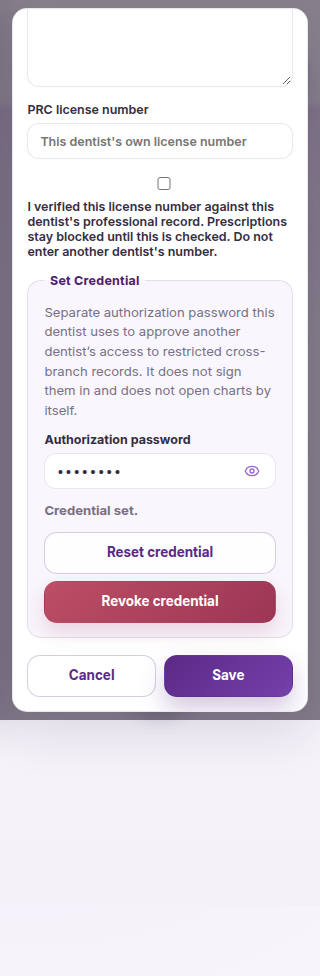 PRC license number
This dentist's own license number
I verified this license number against this
dentist's professional record. Prescriptions
stay blocked until this is checked. Do not
enter another dentist's number.
Set Credential
Separate authorization password this
dentist uses to approve another
dentist’s access to restricted cross-
branch records. It does not sign
them in and does not open charts by
itself.
Authorization password
••••••••
Credential set.
Reset credential
Revoke credential
Cancel
Save